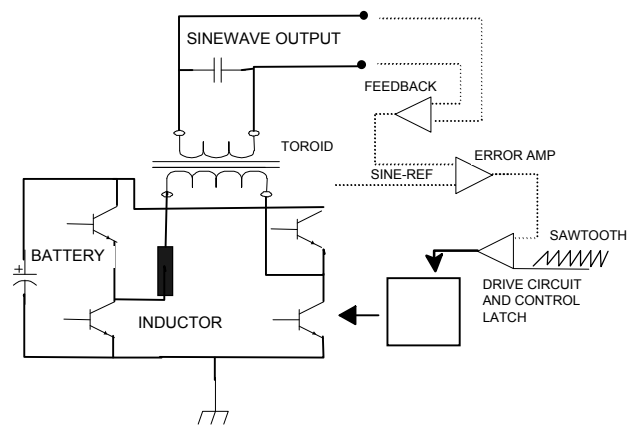 SINEWAVE OUTPUT
FEEDBACK
TOROID
ERROR AMP
SINE-REF
SAWTOOTH
BATTERY
+
DRIVE CIRCUIT
AND CONTROL
LATCH
INDUCTOR